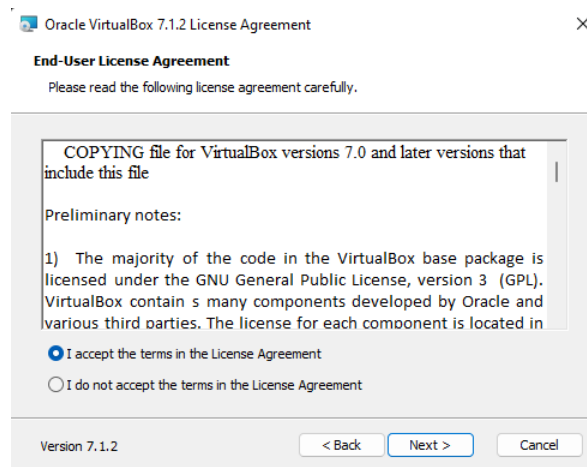 Oracle VirtualBox 7.1.2 License Agreement
End-User License Agreement
Please read the following license agreement carefully.
COPYING file for VirtualBox versions 7.0 and later versions that
include this file
Preliminary notes:
1) The majority of the code in the VirtualBox base package is
licensed under the GNU General Public License, version 3 (GPL).
VirtualBox contain s many components developed by Oracle and
various third parties. The license for each component is located in
I accept the terms in the License Agreement
I do not accept the terms in the License Agreement
Version 7.1.2
< Back
Next >
Cancel